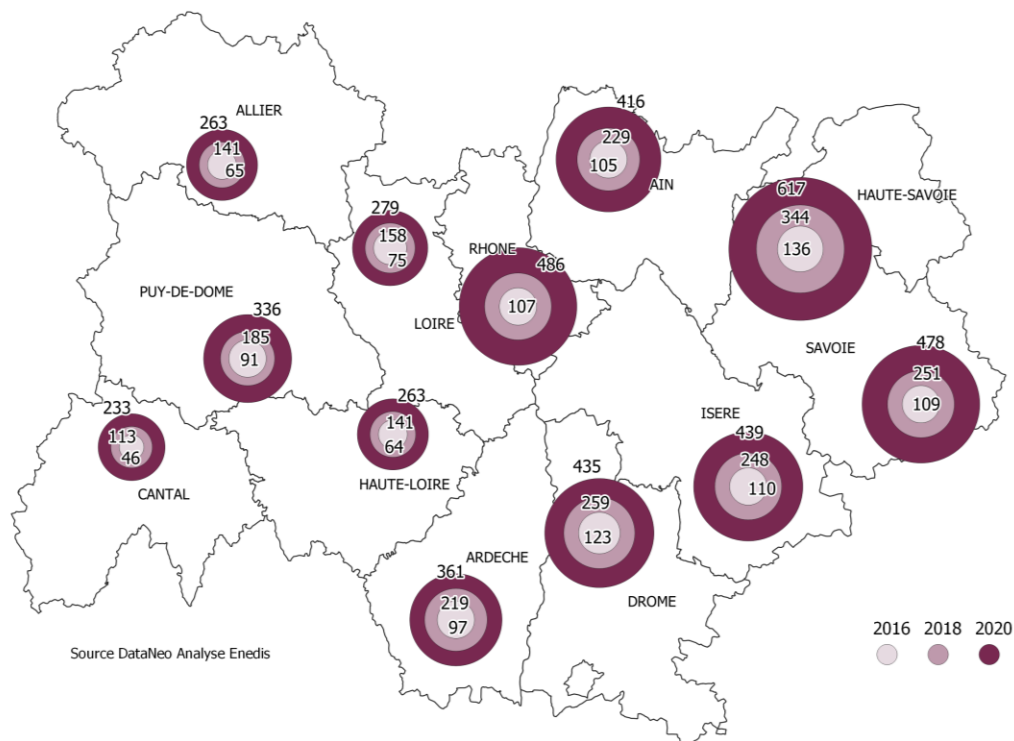 ALLIER
263
141
65
416
229
105
AIN
617
344
136
HAUTE-SAVOIE
279
158
75
RHONE
486
107
LOIRE
PUY-DE-DOME
336
185
91
SAVOIE
478
251
109
233
113
46
CANTAL
263
141
64
HAUTE-LOIRE
ISERE
439
248
110
435
259
123
DROME
ARDECHE
361
219
97
Source DataNeo Analyse Enedis
2016 2018 2020